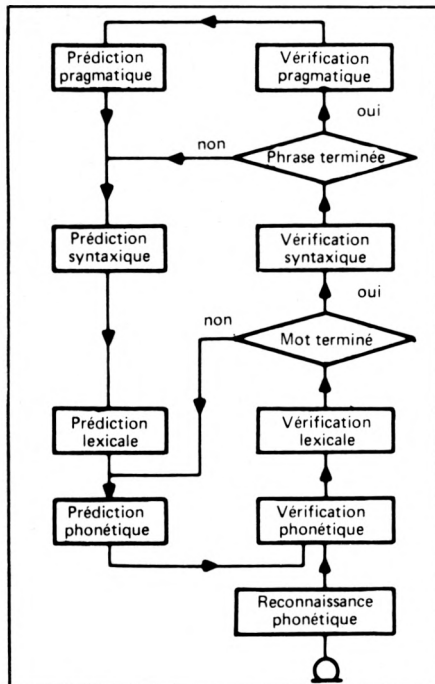 Prédiction
pragmatique
Vérification
pragmatique
oui
non
Phrase terminée
Prédiction
syntaxique
Vérification
syntaxique
oui
non
Mot terminé
Prédiction
lexicale
Vérification
lexicale
Prédiction
phonétique
Vérification
phonétique
Reconnaissance
phonétique